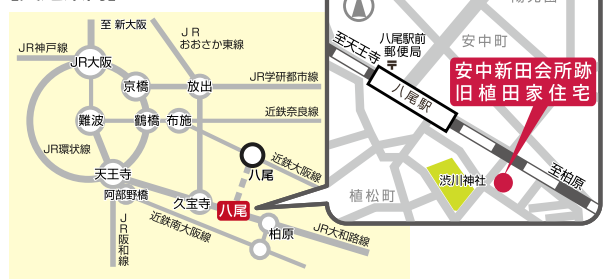 至 新大阪
JR
おおさか東線
JR神戸線
JR大阪
JR学研都市線
京橋
放出
近鉄奈良線
難波
鶴橋
布施
JR環状線
近鉄大阪線
八尾
天王寺
阿部野橋
久宝寺
八尾
近鉄南大阪線
JR阪和線
柏原
JR大和路線
八尾駅前
郵便局
安中町
至天王寺
八尾駅
安中新田会所跡
旧植田家住宅
至柏原
渋川神社
植松町